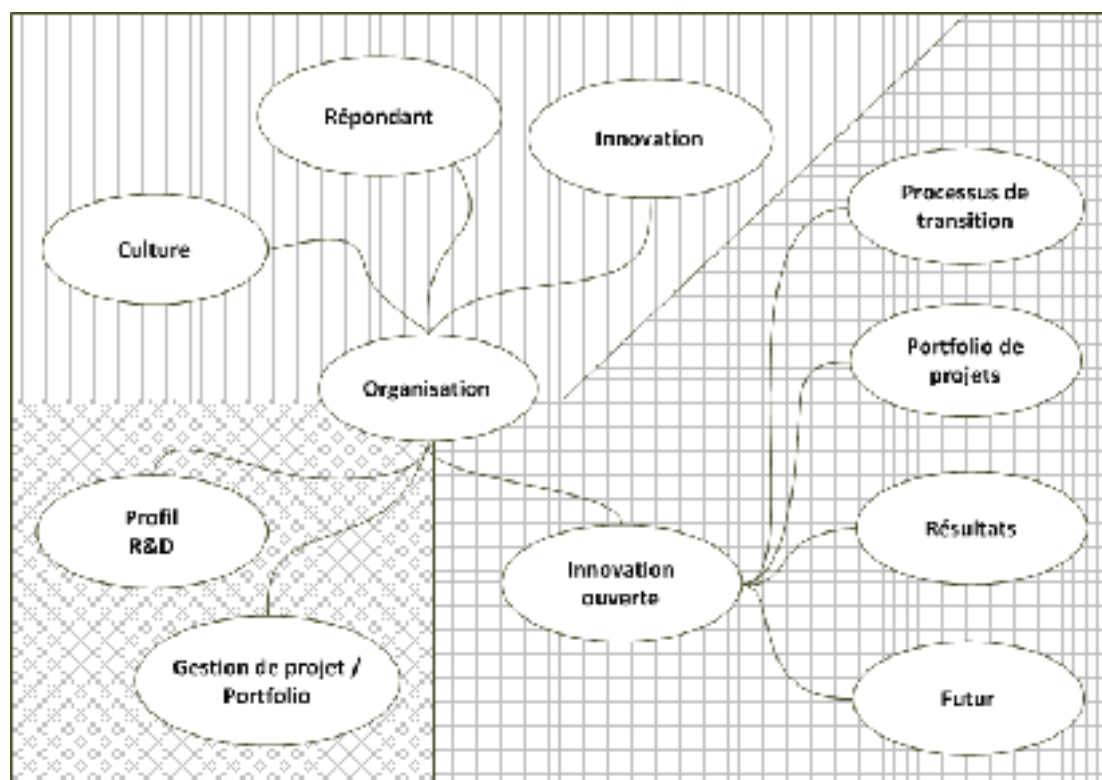 Répondant
Innovation
Culture
Processus de
transition
Portfolio de
projets
Organisation
Profil
R&D
Résultats
Innovation
ouverte
Gestion de projet /
Portfolio
Futur